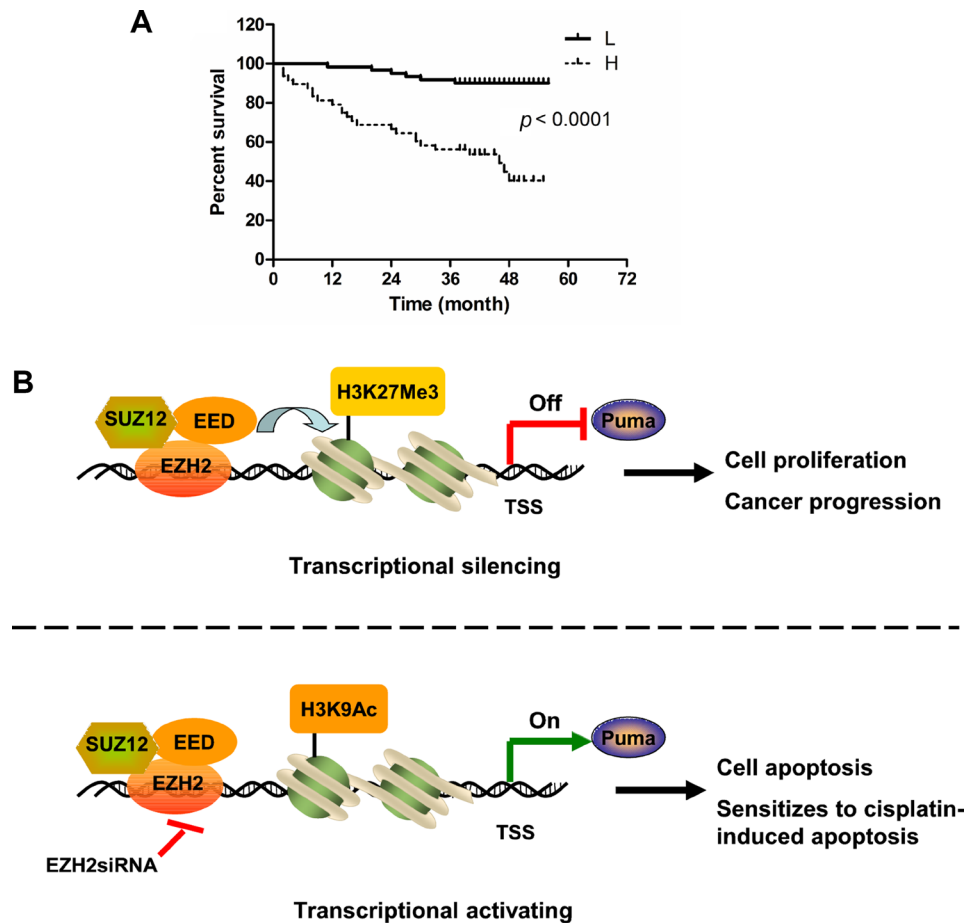 A
120
100
80
60
40
20
0
Percent survival
0 12 24 36 48 60 72
Time (month)
L
H
p < 0.0001
B
SUZ12
EED
EZH2
H3K27Me3
Off
Puma
TSS
Cell proliferation
Cancer progression
Transcriptional silencing
SUZ12
EED
EZH2
EZH2siRNA
H3K9Ac
On
Puma
TSS
Cell apoptosis
Sensitizes to cisplatin-
induced apoptosis
Transcriptional activating